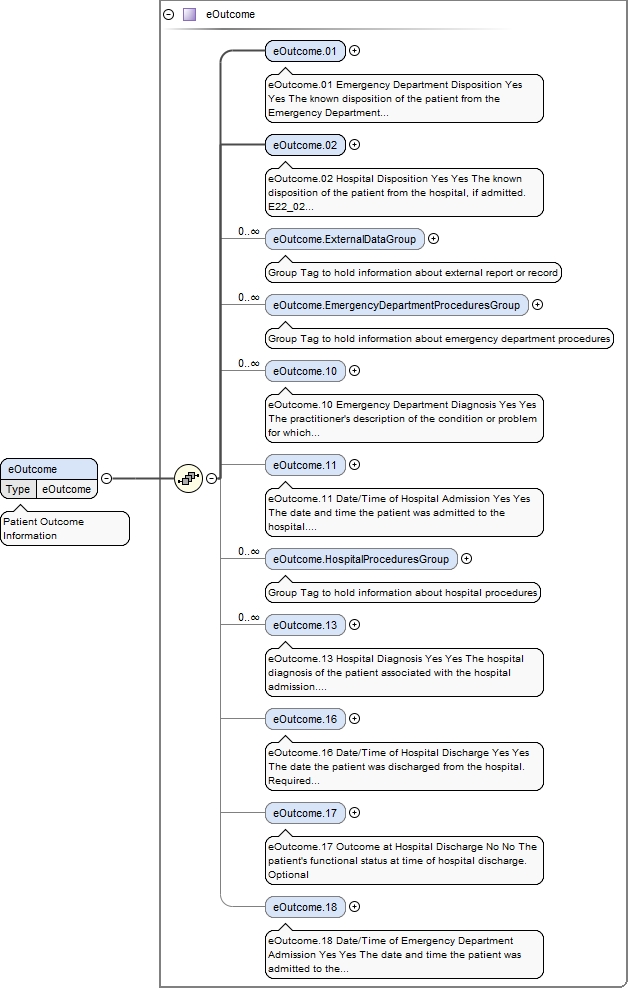 eOutcome
eOutcome.01
eOutcome.01 Emergency Department Disposition Yes
Yes The known disposition of the patient from the
Emergency Department...
eOutcome.02
eOutcome.02 Hospital Disposition Yes Yes The known
disposition of the patient from the hospital, if admitted.
E22_02...
0..∞
eOutcome.ExternalDataGroup
Group Tag to hold information about external report or record
0..∞
eOutcome.EmergencyDepartmentProceduresGroup
Group Tag to hold information about emergency department procedures
0..∞
eOutcome.10
eOutcome.10 Emergency Department Diagnosis Yes Yes
The practitioner's description of the condition or problem
for which...
eOutcome
Type eOutcome
Patient Outcome
Information
eOutcome.11
eOutcome.11 Date/Time of Hospital Admission Yes Yes
The date and time the patient was admitted to the
hospital....
0..∞
eOutcome.HospitalProceduresGroup
Group Tag to hold information about hospital procedures
0..∞
eOutcome.13
eOutcome.13 Hospital Diagnosis Yes Yes The hospital
diagnosis of the patient associated with the hospital
admission....
eOutcome.16
eOutcome.16 Date/Time of Hospital Discharge Yes Yes
The date the patient was discharged from the hospital.
Required...
eOutcome.17
eOutcome.17 Outcome at Hospital Discharge No No The
patient's functional status at time of hospital discharge.
Optional
eOutcome.18
eOutcome.18 Date/Time of Emergency Department
Admission Yes Yes The date and time the patient was
admitted to the...